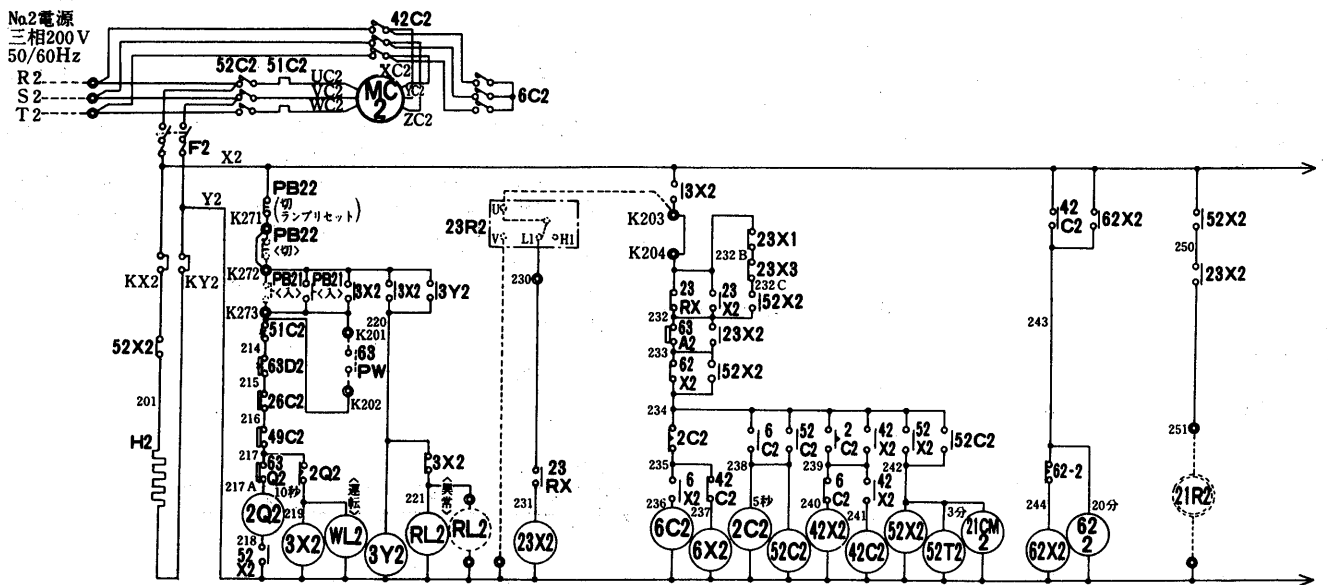 No.2電源
三相200V
50/60Hz
R2
S2
T2
52C2
51C2
UC2
VC2
WC2
MC
2
42C2
XC2
YC2
ZC2
6C2
F2
X2
Y2
KX2
KY2
52X2
201
H2
PB22
(切
ランプリセット)
K271
PB22
〈切〉
K272
PB21
〈入〉
PB21
〈入〉
3X2
3X2
3Y2
K273
51C2
214
63D2
215
26C2
216
49C2
217
63
Q2
217A
2Q2
10秒
219
2Q2
218
52
X2
3X2
〈運転〉
WL2
220
K201
63
PW
K202
3Y2
3X2
221
〈異常〉
RL2
RL2
23R2
U
V
L1
H1
230
23
RX
231
23X2
3X2
K203
K204
232B
23X1
23X3
232C
52X2
23
RX
23
X2
232
63
A2
23X2
233
62
X2
52X2
234
2C2
6
C2
52
C2
2
C2
42
X2
52
X2
52C2
235
238
239
242
6
X2
42
C2
236
237
5秒
6
C2
42
X2
240
241
3分
6C2
6X2
2C2
52C2
42X2
42C2
52X2
52T2
21CM
2
42
C2
62X2
243
62-2
244
20分
62X2
62
2
52X2
250
23X2
251
21R2